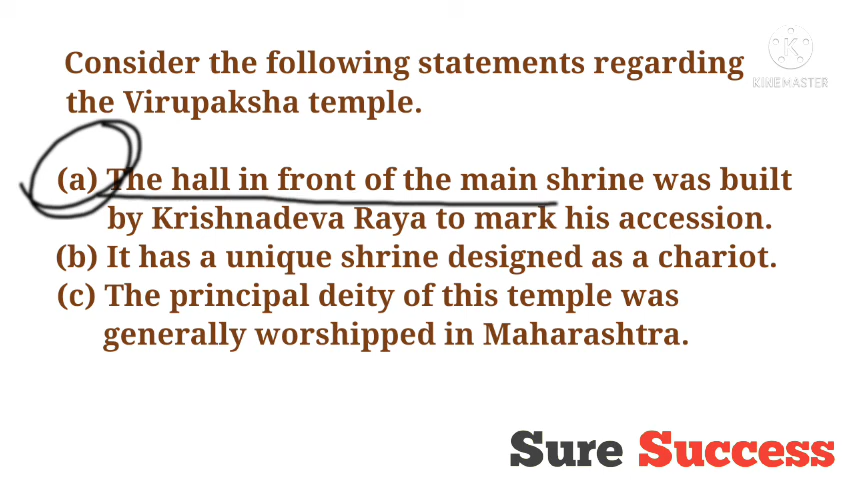 K
KINEMASTER
Consider the following statements regarding
the Virupaksha temple.
(a) The hall in front of the main shrine was built
by Krishnadeva Raya to mark his accession.
(b) It has a unique shrine designed as a chariot.
(c) The principal deity of this temple was
generally worshipped in Maharashtra.
Sure Success